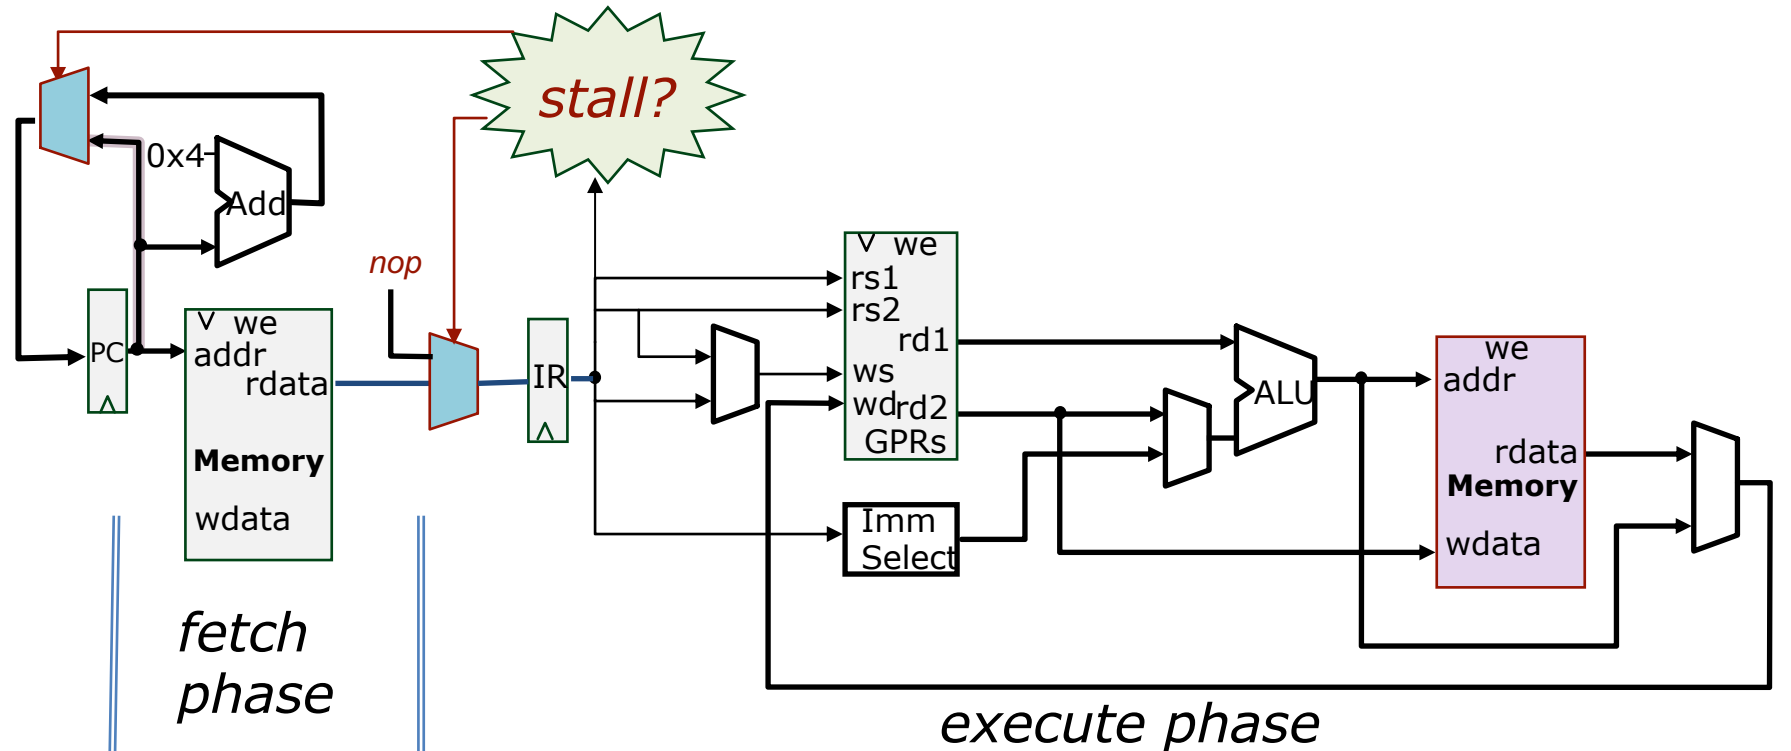 stall?
0x4
Add
nop
PC
we
addr
rdata
Memory
wdata
IR
we
rs1
rs2
rd1
ws
wd rd2
GPRs
Imm
Select
ALU
we
addr
rdata
Memory
wdata
fetch
phase
execute phase